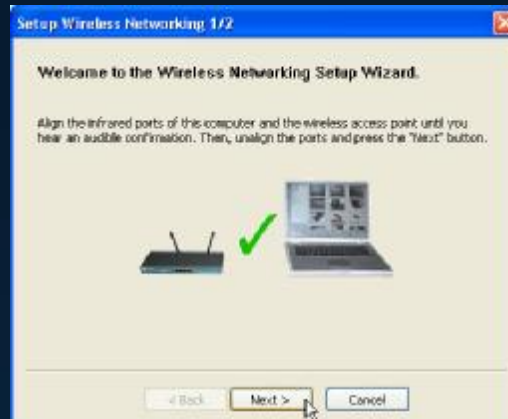 Setup Wireless Networking 1/2
Welcome to the Wireless Networking Setup Wizard.
Align the infrared ports of this computer and the wireless access point until you
hear an audible confirmation. Then, unalign the ports and press the "Next" button.
< Back
Next >
Cancel